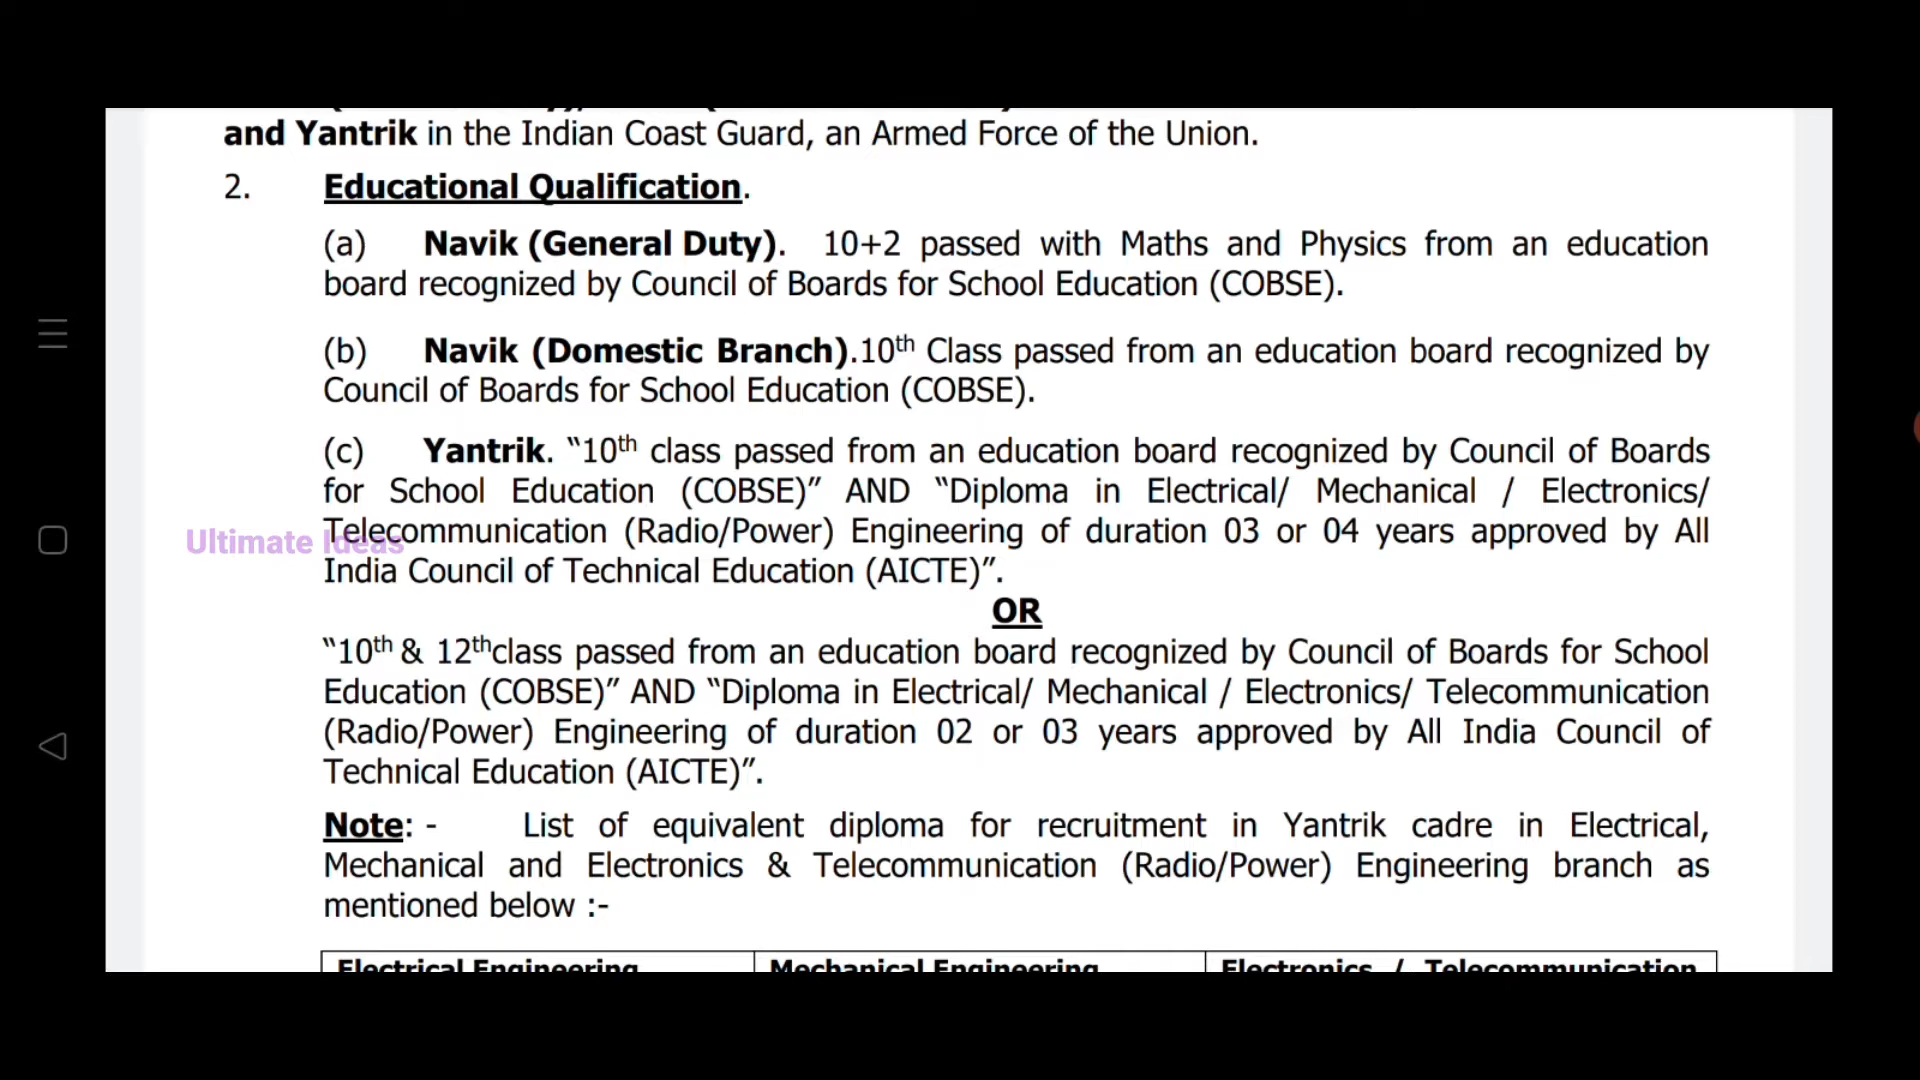 and Yantrik in the Indian Coast Guard, an Armed Force of the Union.
2. Educational Qualification.
(a) Navik (General Duty). 10+2 passed with Maths and Physics from an education
board recognized by Council of Boards for School Education (COBSE).
(b) Navik (Domestic Branch).10th Class passed from an education board recognized by
Council of Boards for School Education (COBSE).
(c) Yantrik. “10th class passed from an education board recognized by Council of Boards
for School Education (COBSE)” AND “Diploma in Electrical/ Mechanical / Electronics/
Telecommunication (Radio/Power) Engineering of duration 03 or 04 years approved by All
Ultimate Ideas
India Council of Technical Education (AICTE)”.
OR
“10th & 12thclass passed from an education board recognized by Council of Boards for School
Education (COBSE)” AND “Diploma in Electrical/ Mechanical / Electronics/ Telecommunication
(Radio/Power) Engineering of duration 02 or 03 years approved by All India Council of
Technical Education (AICTE)”.
Note: - List of equivalent diploma for recruitment in Yantrik cadre in Electrical,
Mechanical and Electronics & Telecommunication (Radio/Power) Engineering branch as
mentioned below :-
Electrical Engineering Mechanical Engineering Electronics / Telecommunication